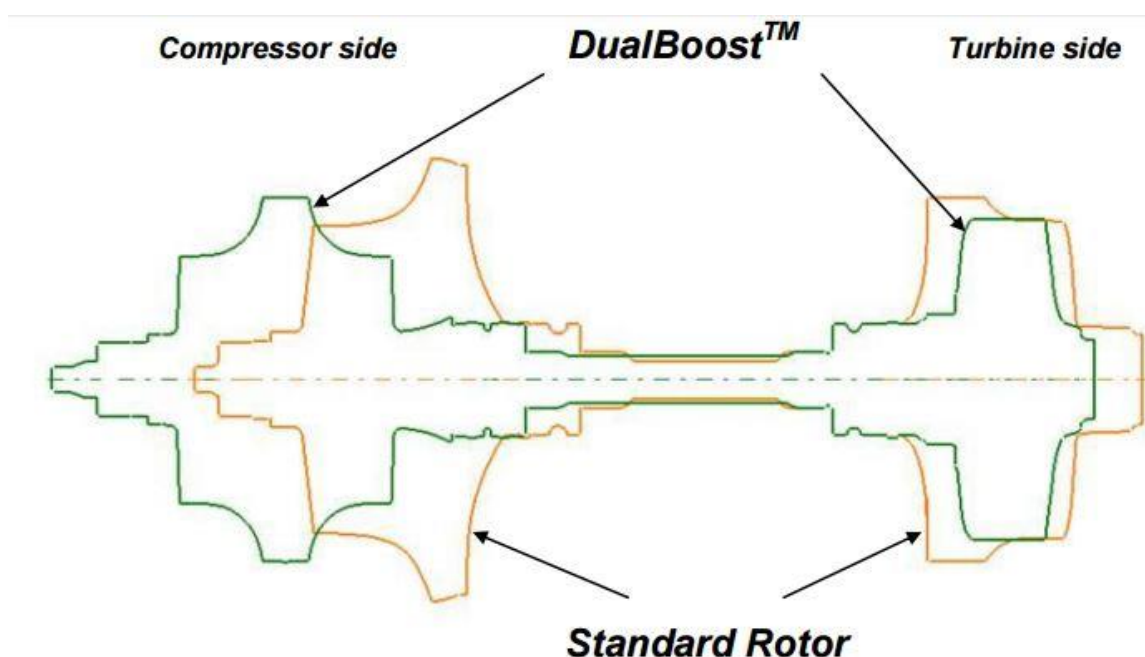 Compressor side
DualBoost™
Turbine side
Standard Rotor